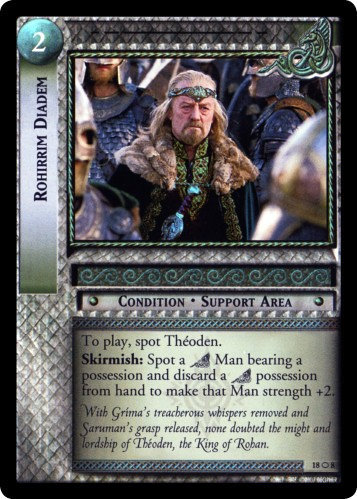 2
ROHIRRIM DIADEM
CONDITION • SUPPORT AREA
To play, spot Théoden.
Skirmish: Spot a Man bearing a
possession and discard a possession
from hand to make that Man strength +2.
With Gríma's treacherous whispers removed and
Saruman's grasp released, none doubted the might and
lordship of Théoden, the King of Rohan.